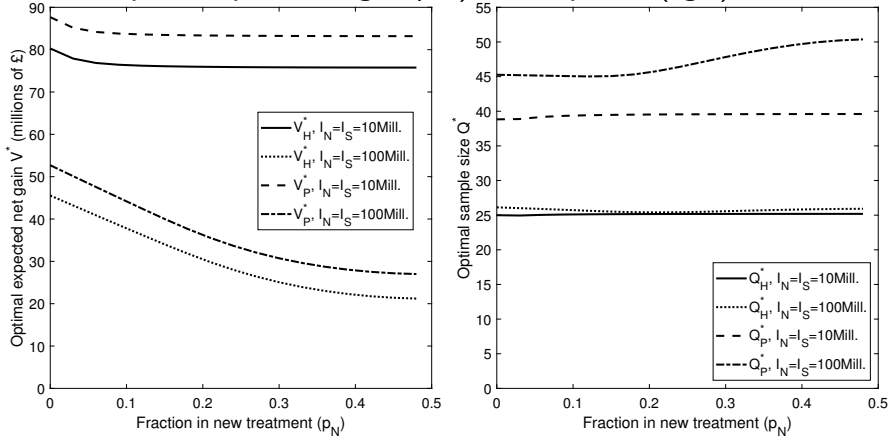 Optimal expected net gain V* (millions of £)
90
80
70
60
50
40
30
20
10
0
V*_H, I_N=I_S=10Mill.
V*_H, I_N=I_S=100Mill.
V*_P, I_N=I_S=10Mill.
V*_P, I_N=I_S=100Mill.
0 0.1 0.2 0.3 0.4 0.5
Fraction in new treatment (p_N)
Optimal sample size Q*
55
50
45
40
35
30
25
20
15
10
5
0
Q*_H, I_N=I_S=10Mill.
Q*_H, I_N=I_S=100Mill.
Q*_P, I_N=I_S=10Mill.
Q*_P, I_N=I_S=100Mill.
0 0.1 0.2 0.3 0.4 0.5
Fraction in new treatment (p_N)